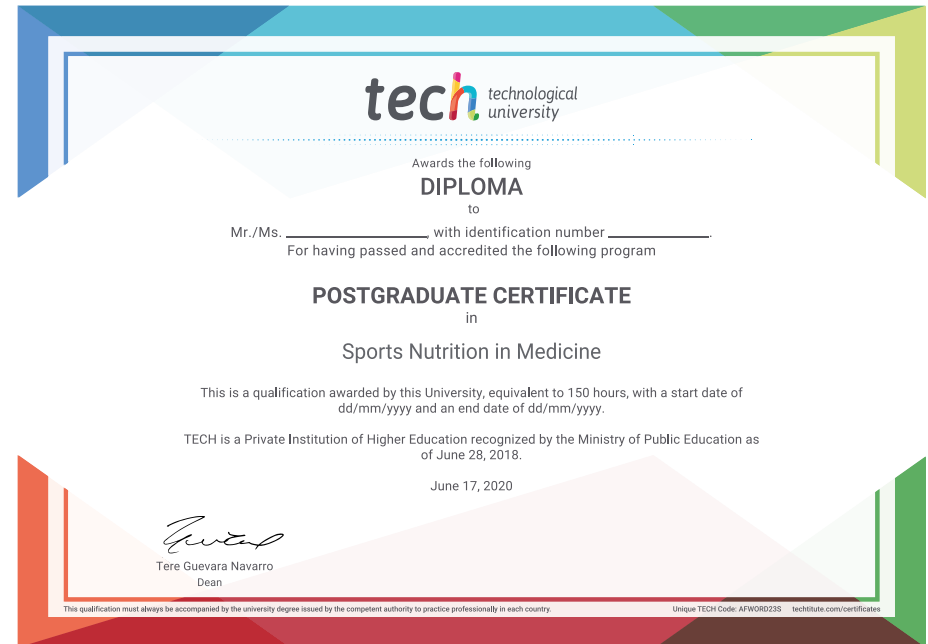 tech technological
university
Awards the following
DIPLOMA
to
Mr./Ms. ____________________, with identification number ______________.
For having passed and accredited the following program
POSTGRADUATE CERTIFICATE
in
Sports Nutrition in Medicine
This is a qualification awarded by this University, equivalent to 150 hours, with a start date of
dd/mm/yyyy and an end date of dd/mm/yyyy.
TECH is a Private Institution of Higher Education recognized by the Ministry of Public Education as
of June 28, 2018.
June 17, 2020
Tere Guevara Navarro
Dean
This qualification must always be accompanied by the university degree issued by the competent authority to practice professionally in each country.
Unique TECH Code: AFWORD23S techtitute.com/certificates